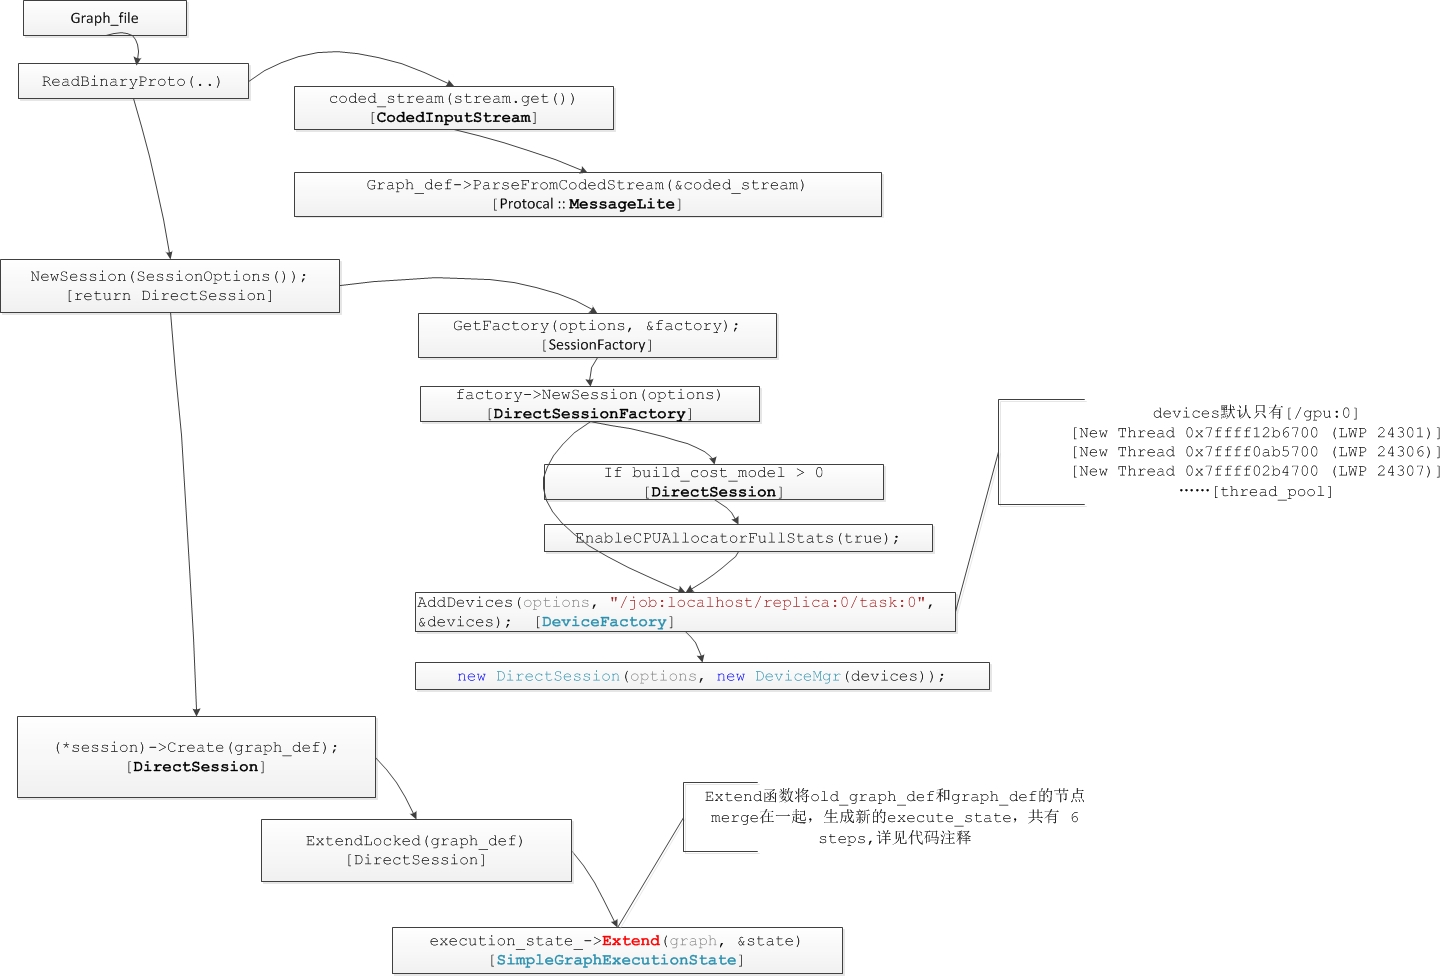 Graph_file
ReadBinaryProto(..)
coded_stream(stream.get())
[CodedInputStream]
Graph_def->ParseFromCodedStream(&coded_stream)
[Protocal :: MessageLite]
NewSession(SessionOptions());
[return DirectSession]
GetFactory(options, &factory);
[SessionFactory]
factory->NewSession(options)
[DirectSessionFactory]
If build_cost_model > 0
[DirectSession]
EnableCPUAllocatorFullStats(true);
AddDevices(options, "/job:localhost/replica:0/task:0",
&devices);  [DeviceFactory]
new DirectSession(options, new DeviceMgr(devices));
devices默认只有[/gpu:0]
[New Thread 0x7ffff12b6700 (LWP 24301)]
[New Thread 0x7ffff0ab5700 (LWP 24306)]
[New Thread 0x7ffff02b4700 (LWP 24307)]
……[thread_pool]
(*session)->Create(graph_def);
[DirectSession]
ExtendLocked(graph_def)
[DirectSession]
Extend函数将old_graph_def和graph_def的节点
merge在一起，生成新的execute_state，共有 6
steps,详见代码注释
execution_state_->Extend(graph, &state)
[SimpleGraphExecutionState]